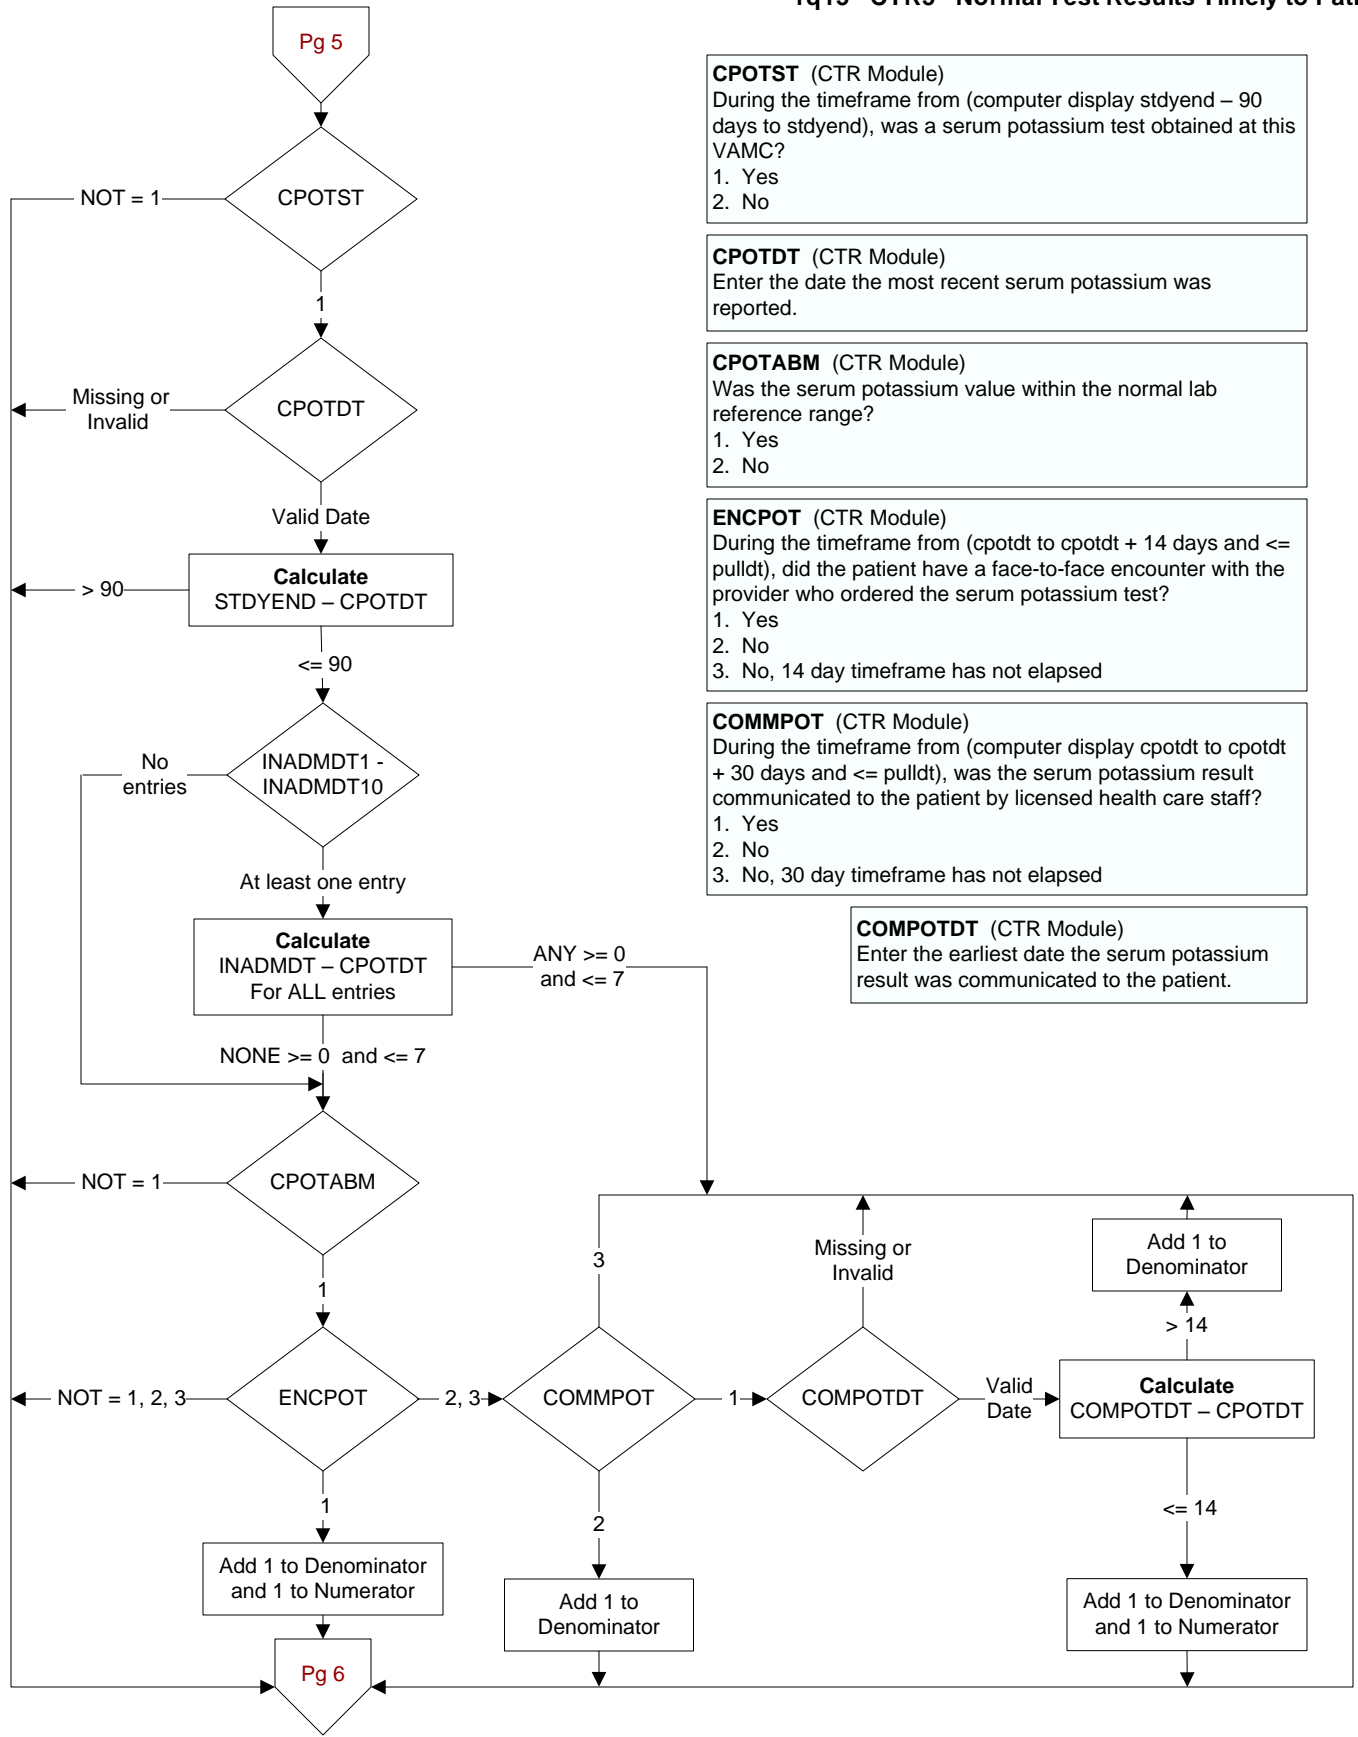 1q15 - CTR5 - Normal Test Results Timely to
Pg 5
CPOTST
NOT = 1
1
CPOTDT
Missing or
Invalid
Valid Date
Calculate
STDYEND – CPOTDT
> 90
<= 90
INADMDT1 -
INADMDT10
No
entries
At least one entry
Calculate
INADMDT – CPOTDT
For ALL entries
ANY >= 0
and <= 7
NONE >= 0 and <= 7
CPOTABM
NOT = 1
1
ENCPOT
NOT = 1, 2, 3
2, 3
1
Add 1 to Denominator
and 1 to Numerator
Pg 6
COMMPOT
3
1
2
Add 1 to
Denominator
COMPOTDT
Missing or
Invalid
Valid
Date
Calculate
COMPOTDT – CPOTDT
> 14
Add 1 to
Denominator
<= 14
Add 1 to Denominator
and 1 to Numerator
CPOTST (CTR Module)
During the timeframe from (computer display stdyend – 90
days to stdyend), was a serum potassium test obtained at this
VAMC?
1. Yes
2. No
CPOTDT (CTR Module)
Enter the date the most recent serum potassium was
reported.
CPOTABM (CTR Module)
Was the serum potassium value within the normal lab
reference range?
1. Yes
2. No
ENCPOT (CTR Module)
During the timeframe from (cpotdt to cpotdt + 14 days and <=
pulldt), did the patient have a face-to-face encounter with the
provider who ordered the serum potassium test?
1. Yes
2. No
3. No, 14 day timeframe has not elapsed
COMMPOT (CTR Module)
During the timeframe from (computer display cpotdt to cpotdt
+ 30 days and <= pulldt), was the serum potassium result
communicated to the patient by licensed health care staff?
1. Yes
2. No
3. No, 30 day timeframe has not elapsed
COMPOTDT (CTR Module)
Enter the earliest date the serum potassium
result was communicated to the patient.